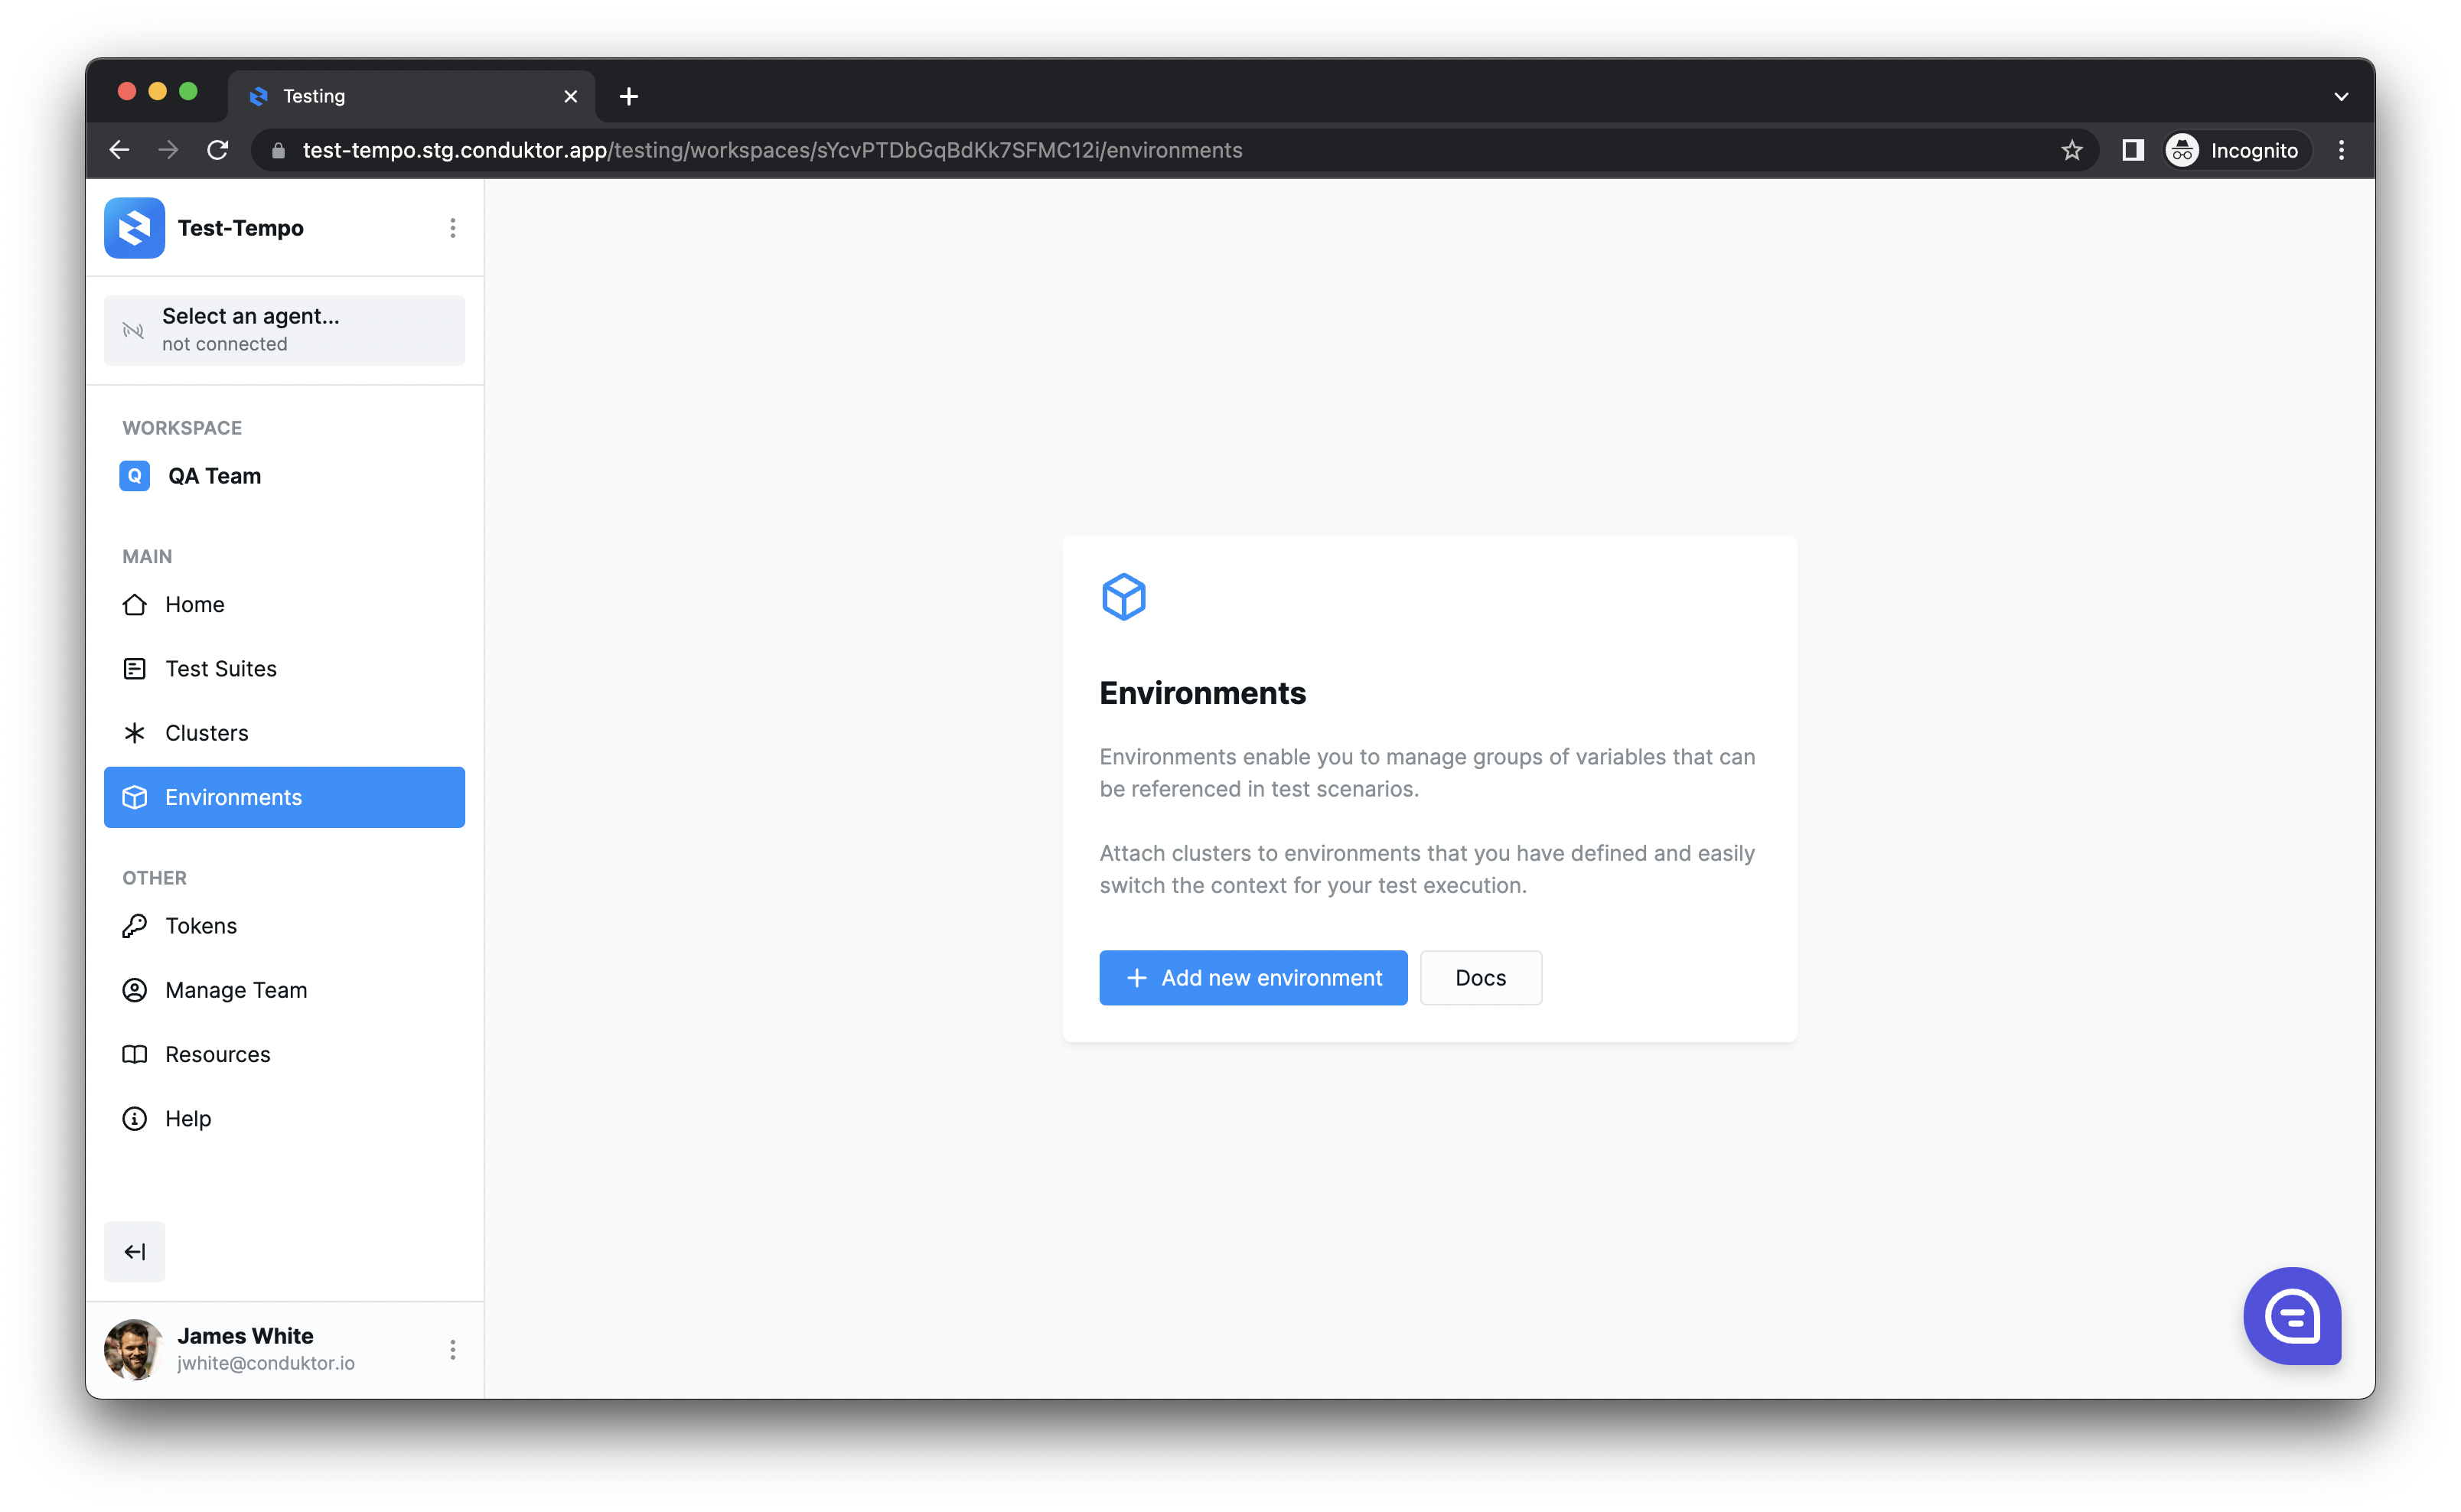 Testing
test-tempo.stg.conduktor.app/testing/workspaces/sYcvPTDbGqBdKk7SFMC12i/environments
Incognito
Test-Tempo
Select an agent...
not connected
WORKSPACE
Q QA Team
MAIN
Home
Test Suites
Clusters
Environments
OTHER
Tokens
Manage Team
Resources
Help
James White
jwhite@conduktor.io
Environments
Environments enable you to manage groups of variables that can
be referenced in test scenarios.
Attach clusters to environments that you have defined and easily
switch the context for your test execution.
Add new environment
Docs